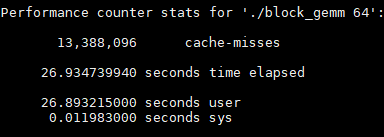 Performance counter stats for './block_gemm 64':
13,388,096 cache-misses
26.934739940 seconds time elapsed
26.893215000 seconds user
0.011983000 seconds sys